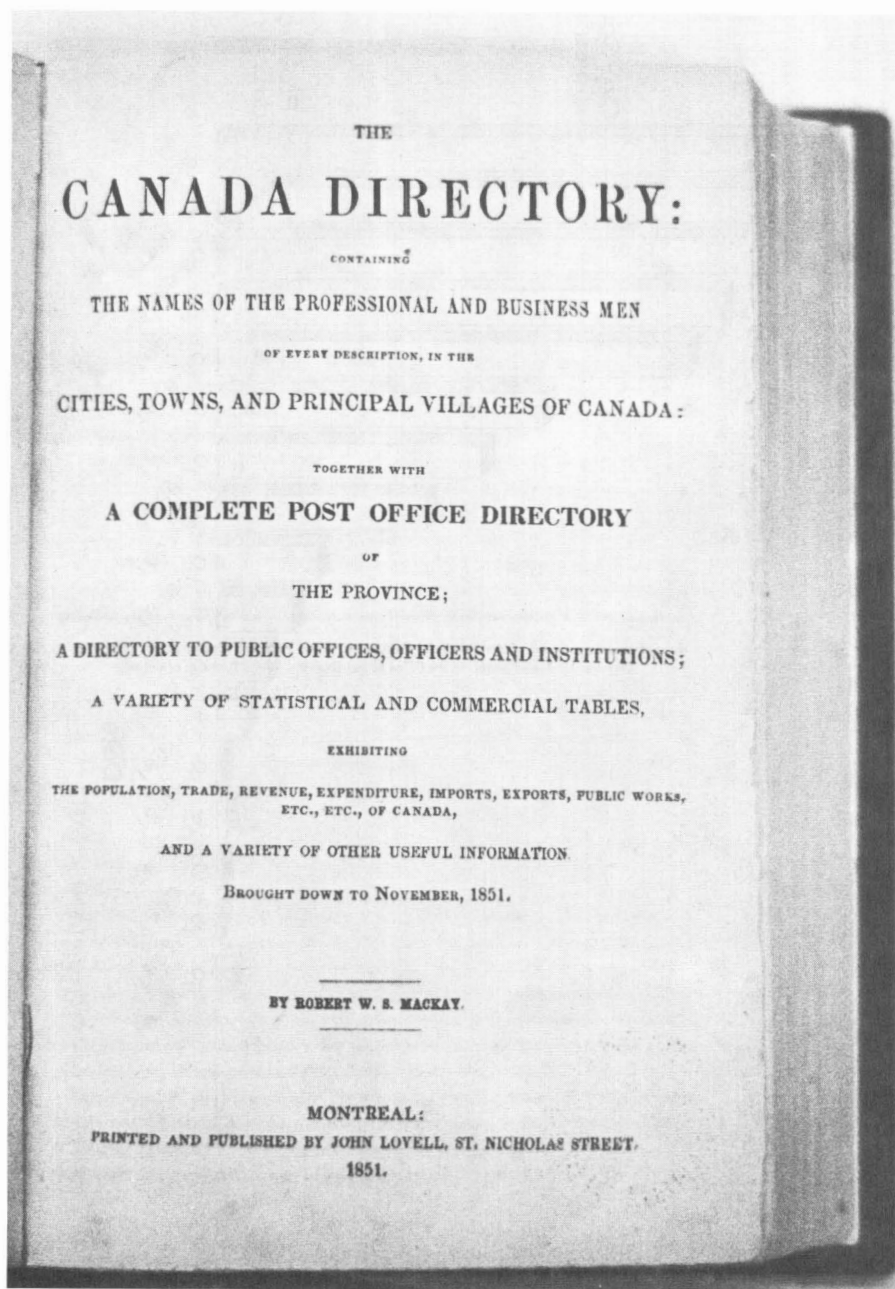 THE
CANADA DIRECTORY:
CONTAINING
THE NAMES OF THE PROFESSIONAL AND BUSINESS MEN
OF EVERY DESCRIPTION, IN THE
CITIES, TOWNS, AND PRINCIPAL VILLAGES OF CANADA:
TOGETHER WITH
A COMPLETE POST OFFICE DIRECTORY
OF
THE PROVINCE;
A DIRECTORY TO PUBLIC OFFICES, OFFICERS AND INSTITUTIONS;
A VARIETY OF STATISTICAL AND COMMERCIAL TABLES,
EXHIBITING
THE POPULATION, TRADE, REVENUE, EXPENDITURE, IMPORTS, EXPORTS, PUBLIC WORKS,
ETC., ETC., OF CANADA,
AND A VARIETY OF OTHER USEFUL INFORMATION.
BROUGHT DOWN TO NOVEMBER, 1851.
BY ROBERT W. S. MACKAY.
MONTREAL:
PRINTED AND PUBLISHED BY JOHN LOVELL, ST. NICHOLAS STREET.
1851.